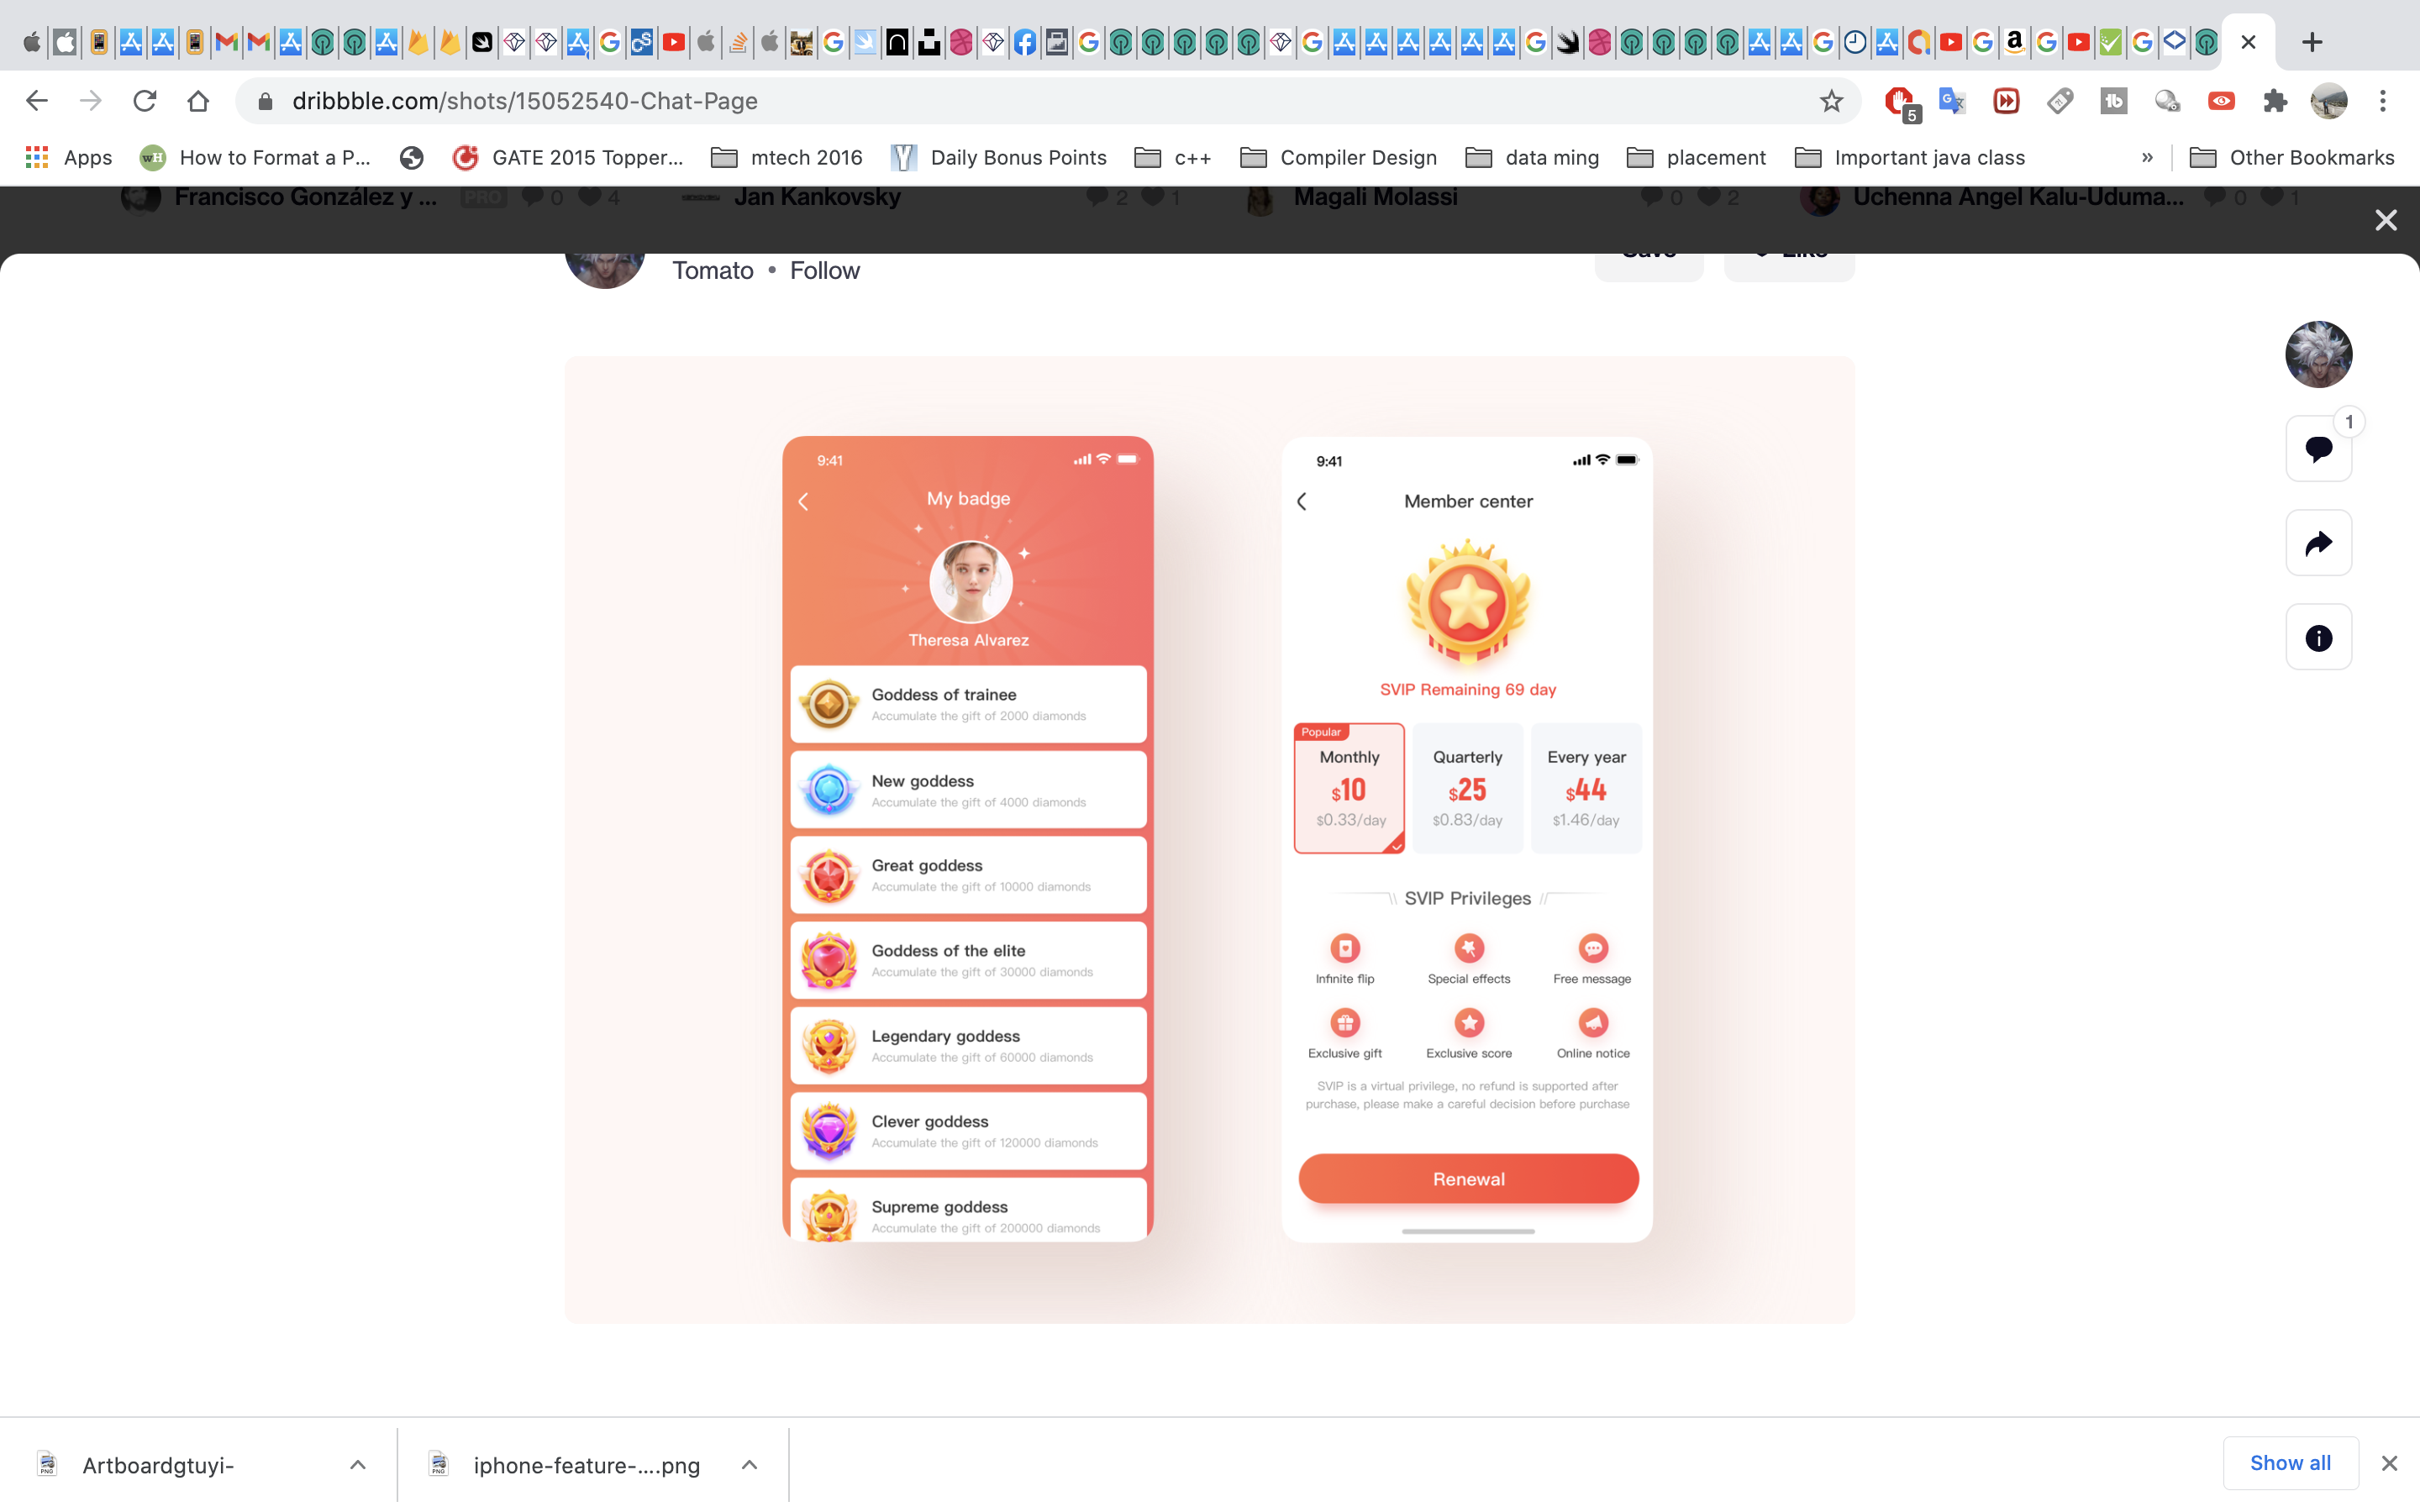 dribbble.com/shots/15052540-Chat-Page
5
Apps
How to Format a P...
GATE 2015 Topper...
mtech 2016
Daily Bonus Points
c++
Compiler Design
data ming
placement
Important java class
»
Other Bookmarks
Francisco González y ...
PRO
0
4
Jan Kankovsky
2
1
Magali Molassi
0
2
Uchenna Angel Kalu-Uduma...
0
1
Tomato • Follow
Save
Like
1
9:41
My badge
Theresa Alvarez
Goddess of trainee
Accumulate the gift of 2000 diamonds
New goddess
Accumulate the gift of 4000 diamonds
Great goddess
Accumulate the gift of 10000 diamonds
Goddess of the elite
Accumulate the gift of 30000 diamonds
Legendary goddess
Accumulate the gift of 60000 diamonds
Clever goddess
Accumulate the gift of 120000 diamonds
Supreme goddess
Accumulate the gift of 200000 diamonds
9:41
Member center
SVIP Remaining 69 day
Popular
Monthly
$10
$0.33/day
Quarterly
$25
$0.83/day
Every year
$44
$1.46/day
SVIP Privileges
Infinite flip
Special effects
Free message
Exclusive gift
Exclusive score
Online notice
SVIP is a virtual privilege, no refund is supported after
purchase, please make a careful decision before purchase
Renewal
Artboardgtuyi-
iphone-feature-....png
Show all